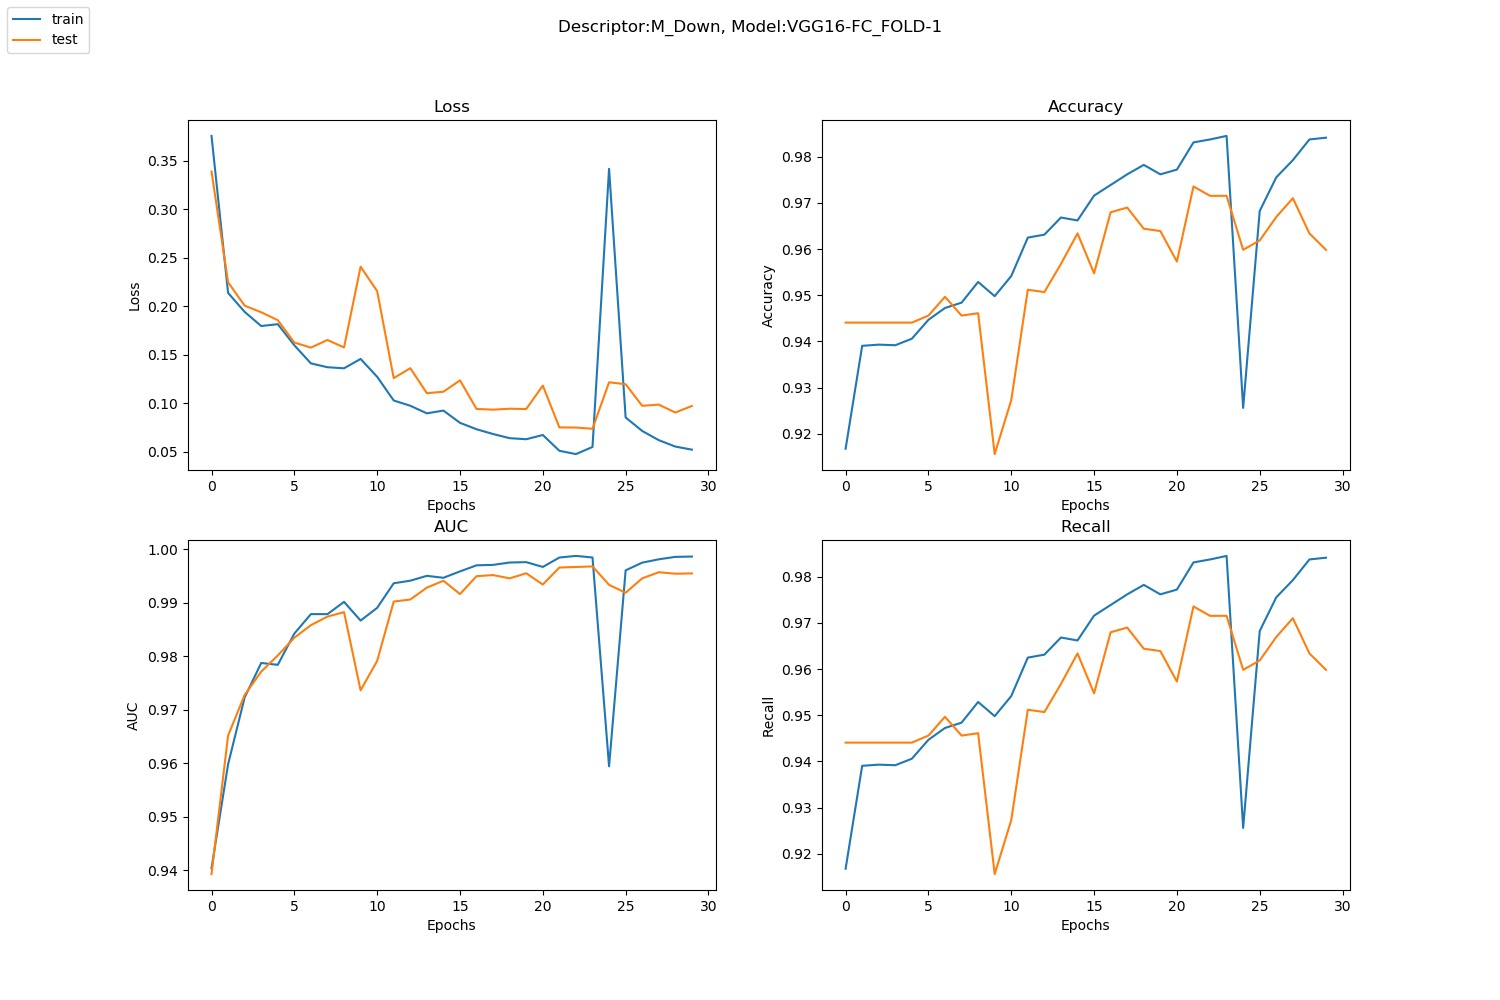 train
test
Descriptor:M_Down, Model:VGG16-FC_FOLD-1
Loss
0.35
0.30
0.25
0.20
0.15
0.10
0.05
Loss
0 5 10 15 20 25 30
Epochs
Accuracy
0.98
0.97
0.96
0.95
0.94
0.93
0.92
Accuracy
0 5 10 15 20 25 30
Epochs
AUC
1.00
0.99
0.98
0.97
0.96
0.95
0.94
AUC
0 5 10 15 20 25 30
Epochs
Recall
0.98
0.97
0.96
0.95
0.94
0.93
0.92
Recall
0 5 10 15 20 25 30
Epochs